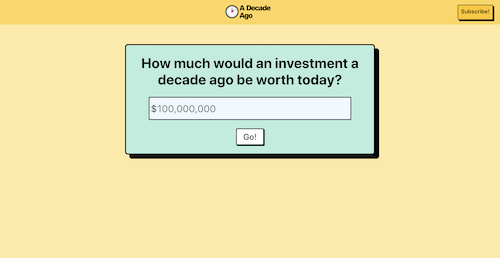 A Decade
Ago
Subscribe!
How much would an investment a
decade ago be worth today?
$100,000,000
Go!